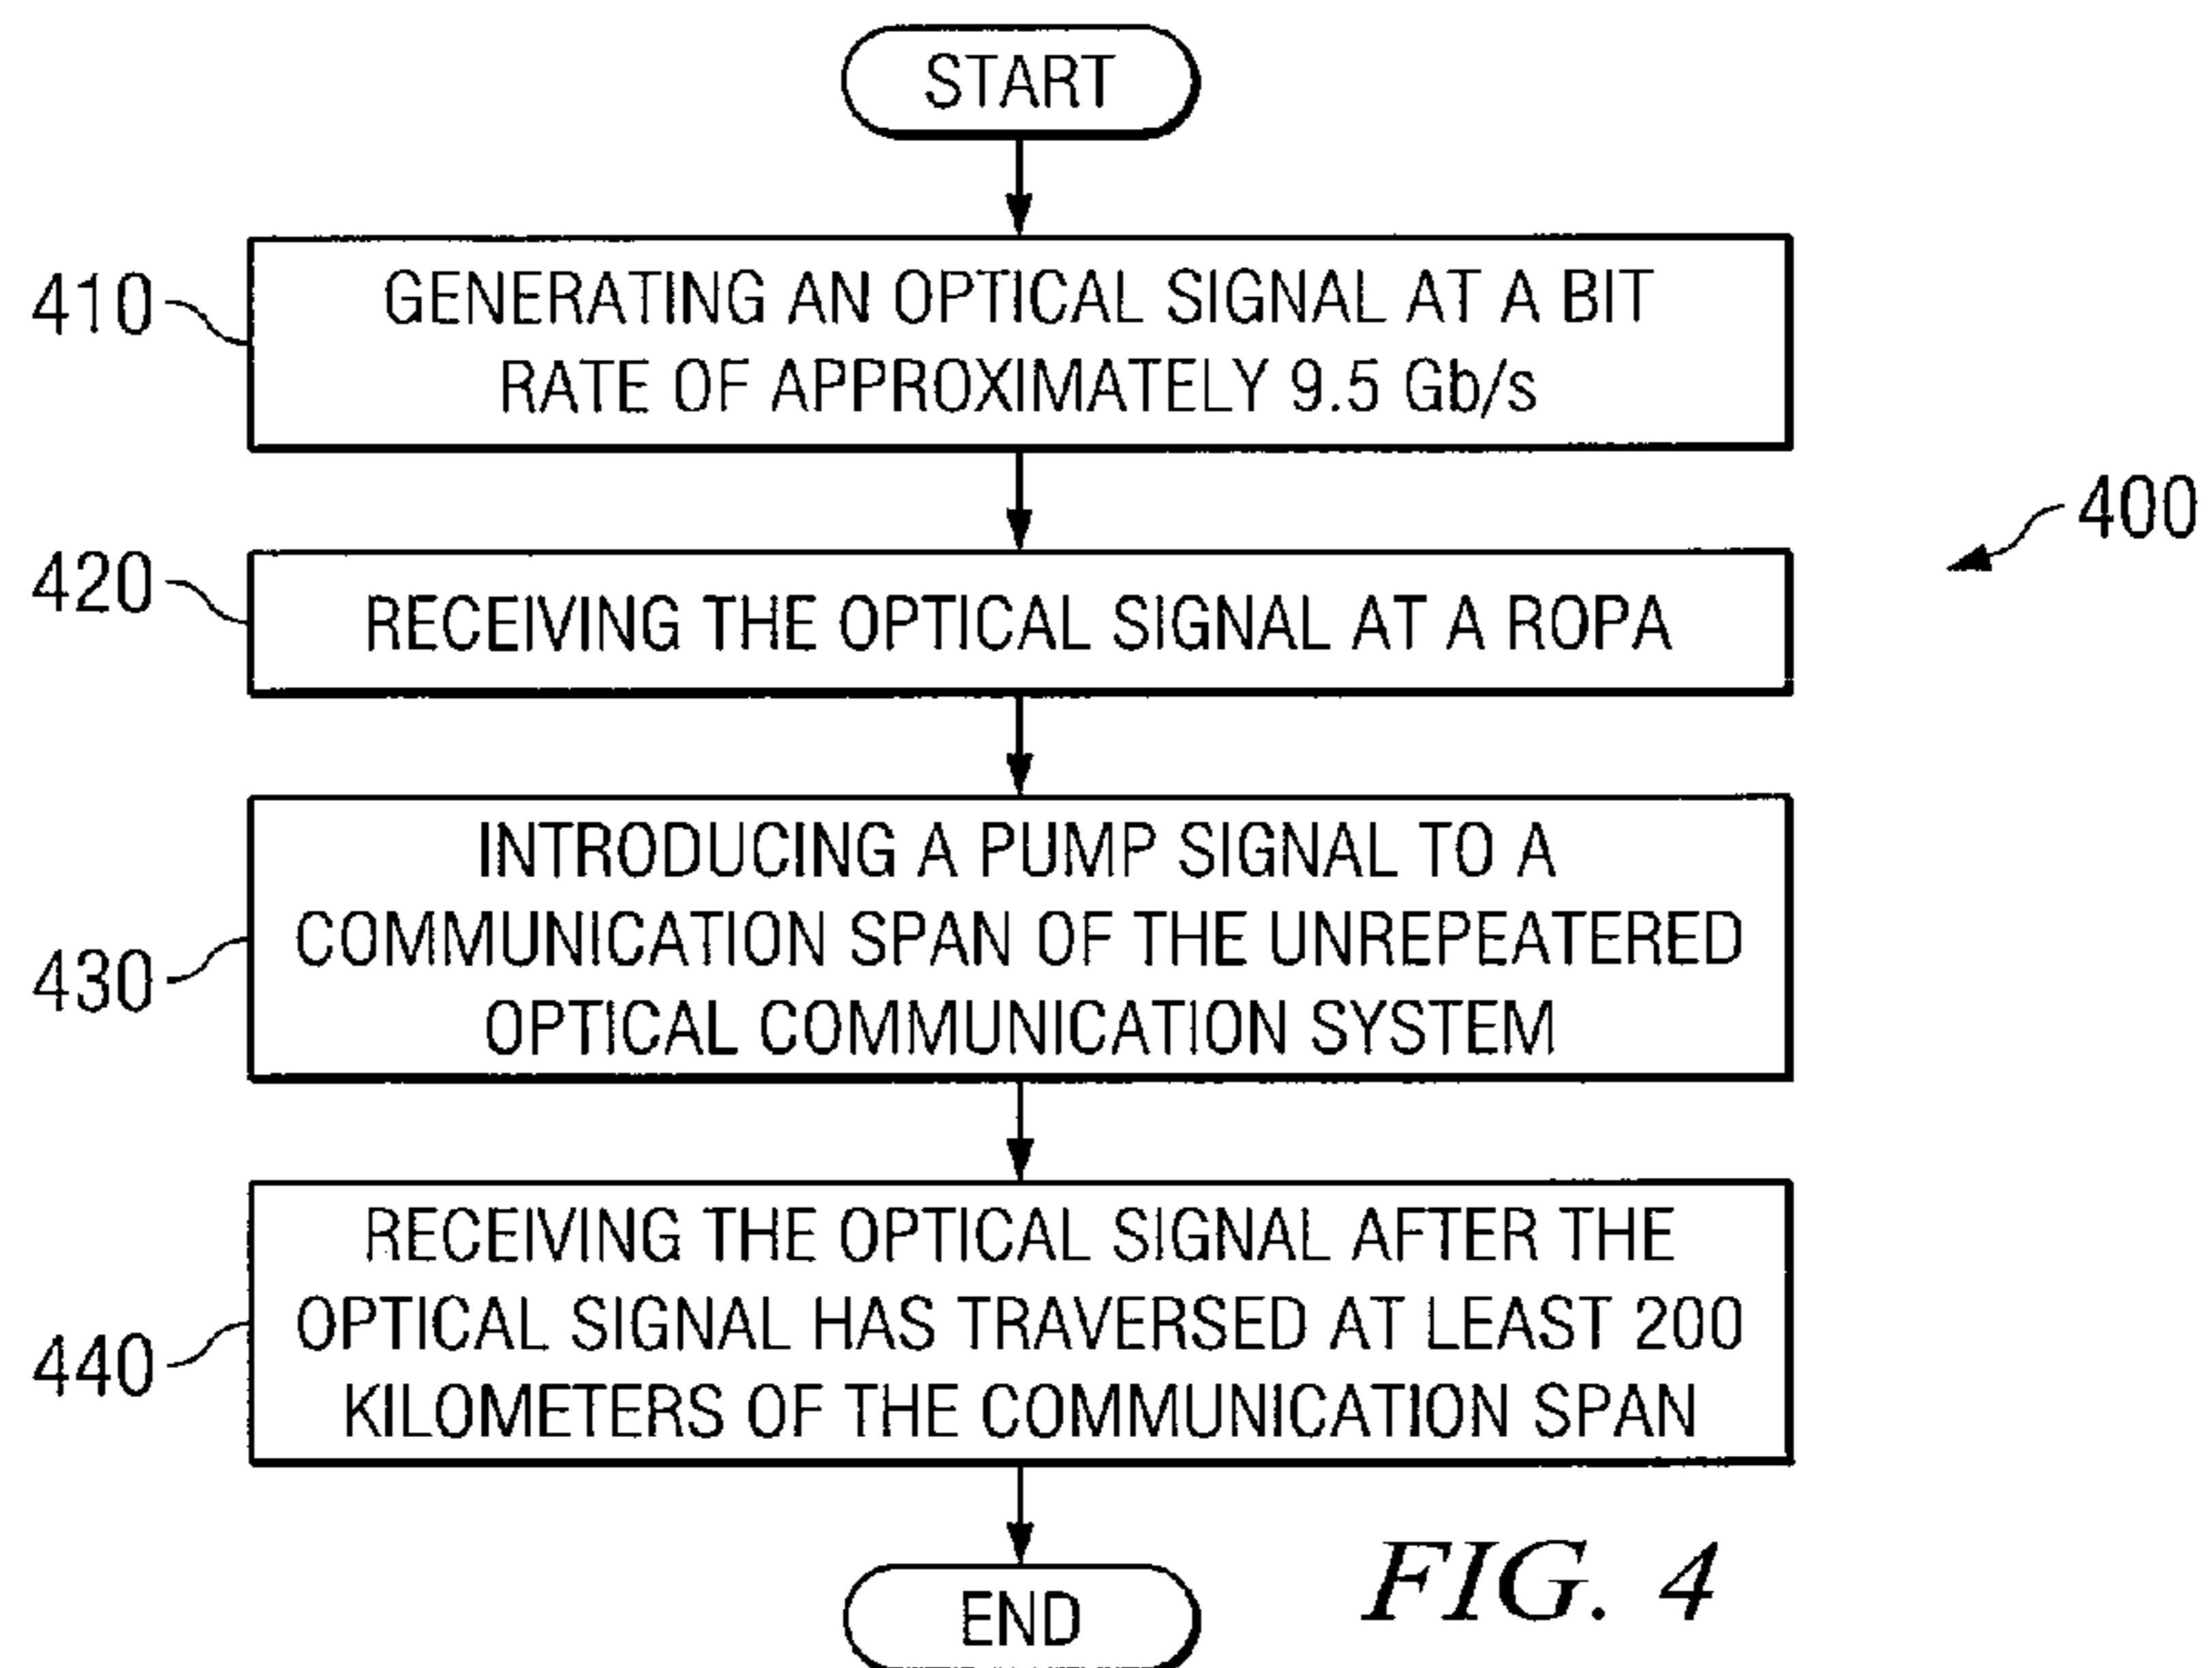 START
410
GENERATING AN OPTICAL SIGNAL AT A BIT
RATE OF APPROXIMATELY 9.5 Gb/s
400
420
RECEIVING THE OPTICAL SIGNAL AT A ROPA
430
INTRODUCING A PUMP SIGNAL TO A
COMMUNICATION SPAN OF THE UNREPEATERED
OPTICAL COMMUNICATION SYSTEM
440
RECEIVING THE OPTICAL SIGNAL AFTER THE
OPTICAL SIGNAL HAS TRAVERSED AT LEAST 200
KILOMETERS OF THE COMMUNICATION SPAN
END
FIG. 4